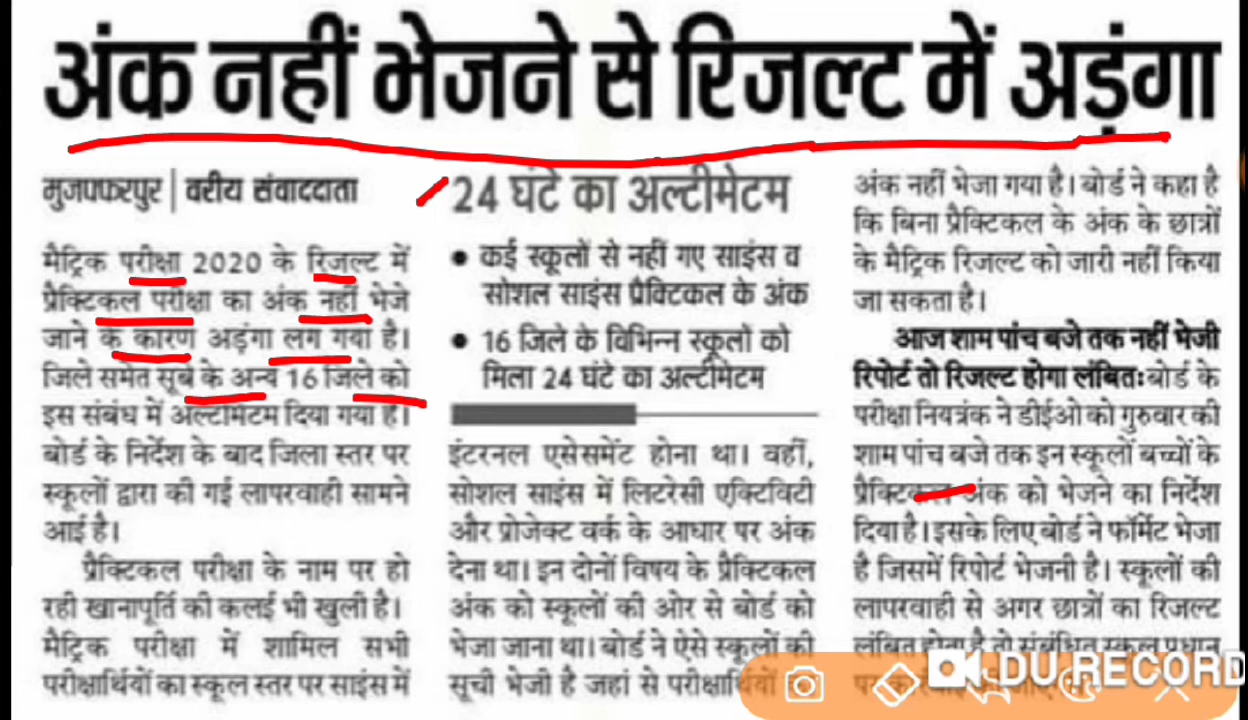 अंक नहीं भेजने से रिजल्ट में अड़ंगा
मुजफ्फरपुर | वरीय संवाददाता
मैट्रिक परीक्षा 2020 के रिजल्ट में
प्रैक्टिकल परीक्षा का अंक नहीं भेजे
जाने के कारण अड़ंगा लग गया है।
जिले समेत सूबे के अन्य 16 जिले को
इस संबंध में अल्टीमेटम दिया गया है।
बोर्ड के निर्देश के बाद जिला स्तर पर
स्कूलों द्वारा की गई लापरवाही सामने
आई है।
प्रैक्टिकल परीक्षा के नाम पर हो
रही खानापूर्ति की कलई भी खुली है।
मैट्रिक परीक्षा में शामिल सभी
परीक्षार्थियों का स्कूल स्तर पर साइंस में
24 घंटे का अल्टीमेटम
• कई स्कूलों से नहीं गए साइंस व
सोशल साइंस प्रैक्टिकल के अंक
• 16 जिले के विभिन्न स्कूलों को
मिला 24 घंटे का अल्टीमेटम
इंटरनल एसेसमेंट होना था। वहीं,
सोशल साइंस में लिटरेसी एक्टिविटी
और प्रोजेक्ट वर्क के आधार पर अंक
देना था। इन दोनों विषय के प्रैक्टिकल
अंक को स्कूलों की ओर से बोर्ड को
भेजा जाना था। बोर्ड ने ऐसे स्कूलों की
सूची भेजी है जहां से परीक्षार्थियों
अंक नहीं भेजा गया है। बोर्ड ने कहा है
कि बिना प्रैक्टिकल के अंक के छात्रों
के मैट्रिक रिजल्ट को जारी नहीं किया
जा सकता है।
आज शाम पांच बजे तक नहीं भेजी
रिपोर्ट तो रिजल्ट होगा लंबित: बोर्ड के
परीक्षा नियत्रंक ने डीईओ को गुरुवार की
शाम पांच बजे तक इन स्कूलों बच्चों के
प्रैक्टिकल अंक को भेजने का निर्देश
दिया है। इसके लिए बोर्ड ने फॉर्मेट भेजा
है जिसमें रिपोर्ट भेजनी है। स्कूलों की
लापरवाही से अगर छात्रों का रिजल्ट
लंबित होता है तो संबंधित स्कूल प्रधान
DU RECORD